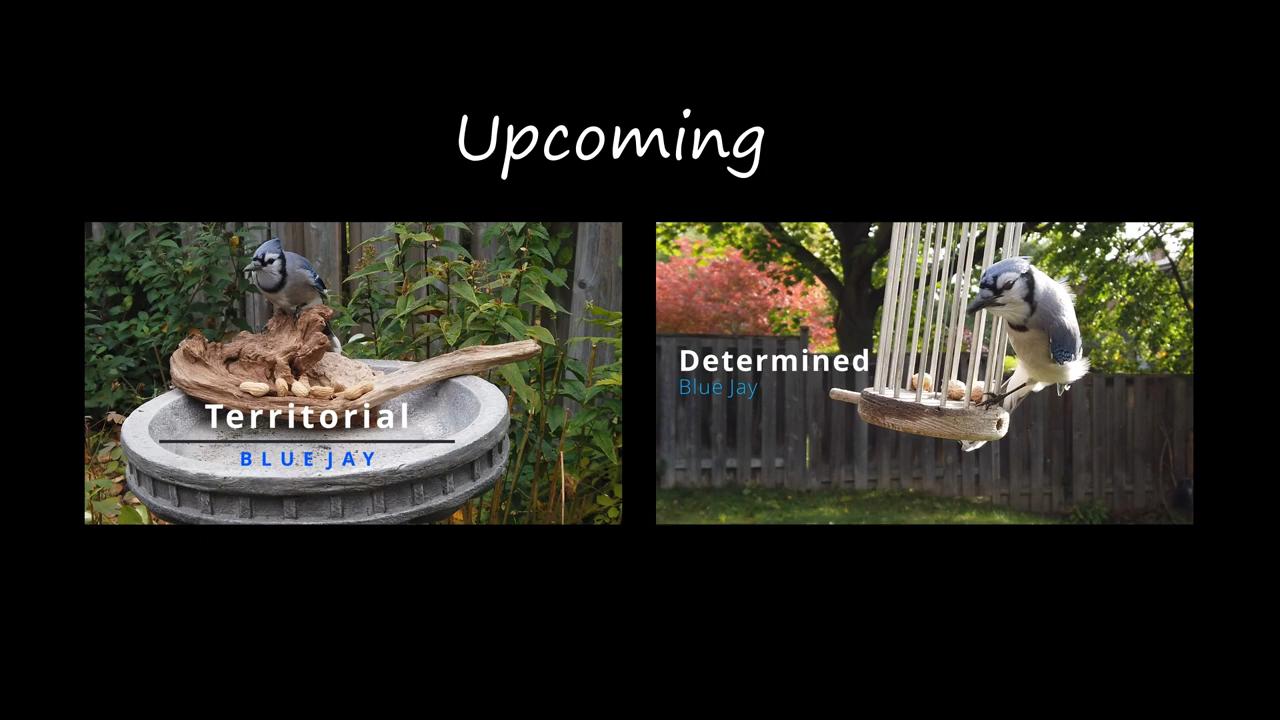 Upcoming
Territorial
BLUE JAY
Determined
Blue Jay